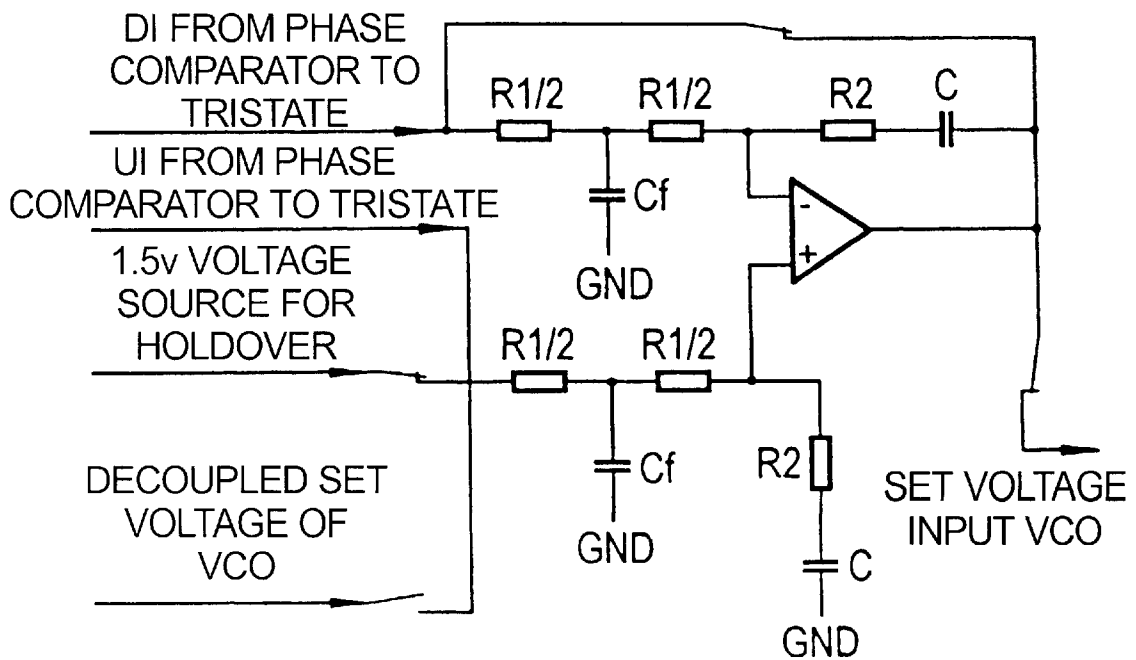 DI FROM PHASE
COMPARATOR TO
TRISTATE
UI FROM PHASE
COMPARATOR TO TRISTATE
1.5v VOLTAGE
SOURCE FOR
HOLDOVER
DECOUPLED SET
VOLTAGE OF
VCO
R1/2
R1/2
R2
C
Cf
GND
-
+
R1/2
R1/2
Cf
GND
R2
C
GND
SET VOLTAGE
INPUT VCO